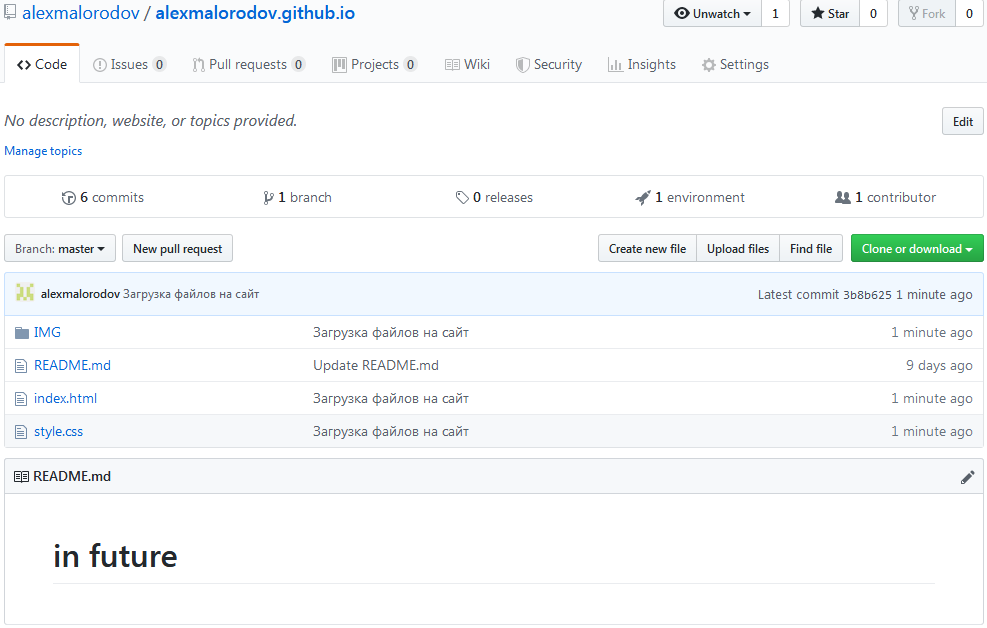 alexmalorodov / alexmalorodov.github.io Unwatch 1 Star 0 Fork 0
Code Issues 0 Pull requests 0 Projects 0 Wiki Security Insights Settings
No description, website, or topics provided. Edit
Manage topics
6 commits 1 branch 0 releases 1 environment 1 contributor
Branch: master New pull request Create new file Upload files Find file Clone or download
alexmalorodov Загрузка файлов на сайт Latest commit 3b8b625 1 minute ago
IMG Загрузка файлов на сайт 1 minute ago
README.md Update README.md 9 days ago
index.html Загрузка файлов на сайт 1 minute ago
style.css Загрузка файлов на сайт 1 minute ago
README.md
in future